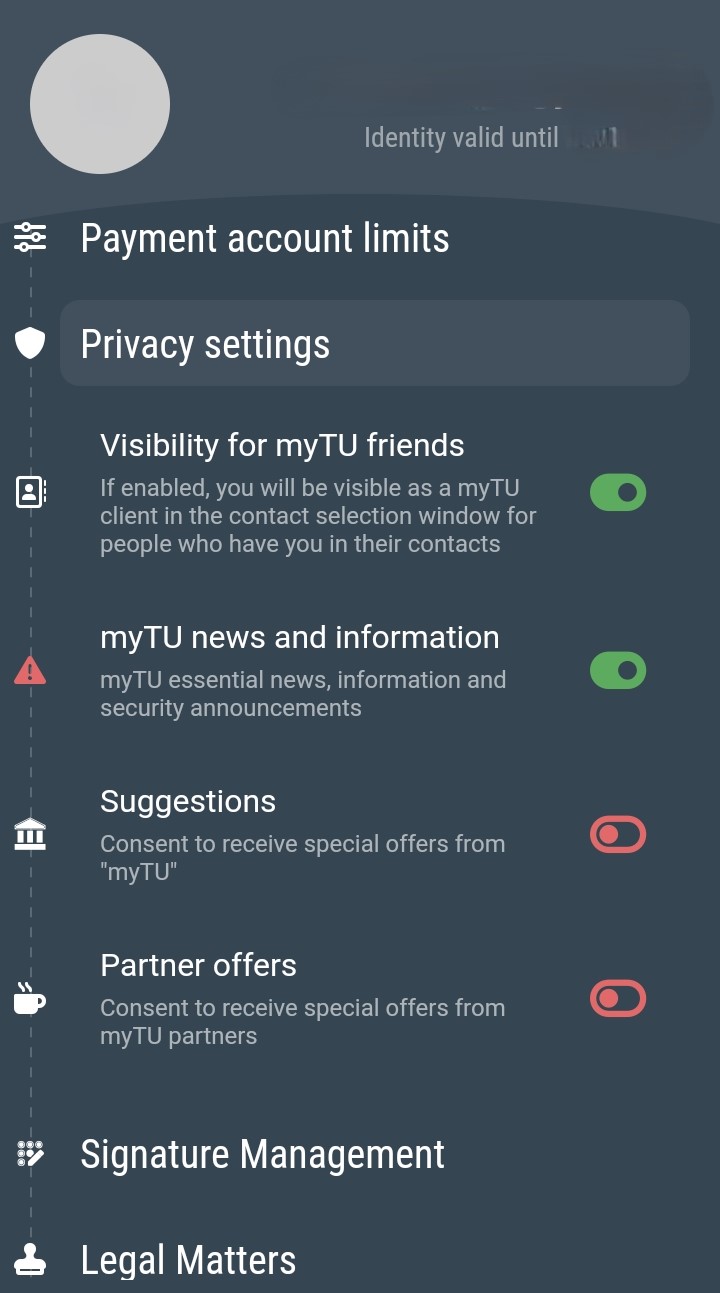 Identity valid until
Payment account limits
Privacy settings
Visibility for myTU friends
If enabled, you will be visible as a myTU
client in the contact selection window for
people who have you in their contacts
myTU news and information
myTU essential news, information and
security announcements
Suggestions
Consent to receive special offers from
"myTU"
Partner offers
Consent to receive special offers from
myTU partners
Signature Management
Legal Matters